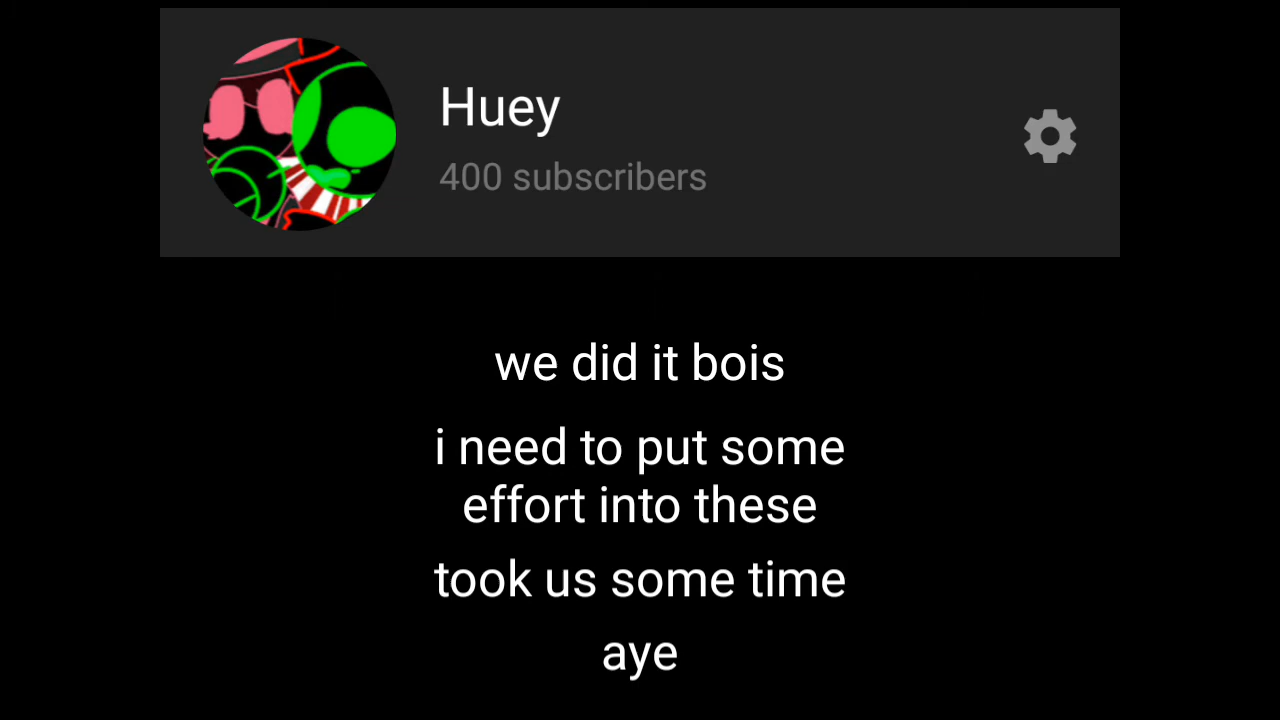 Huey
400 subscribers
we did it bois
i need to put some
effort into these
took us some time
aye